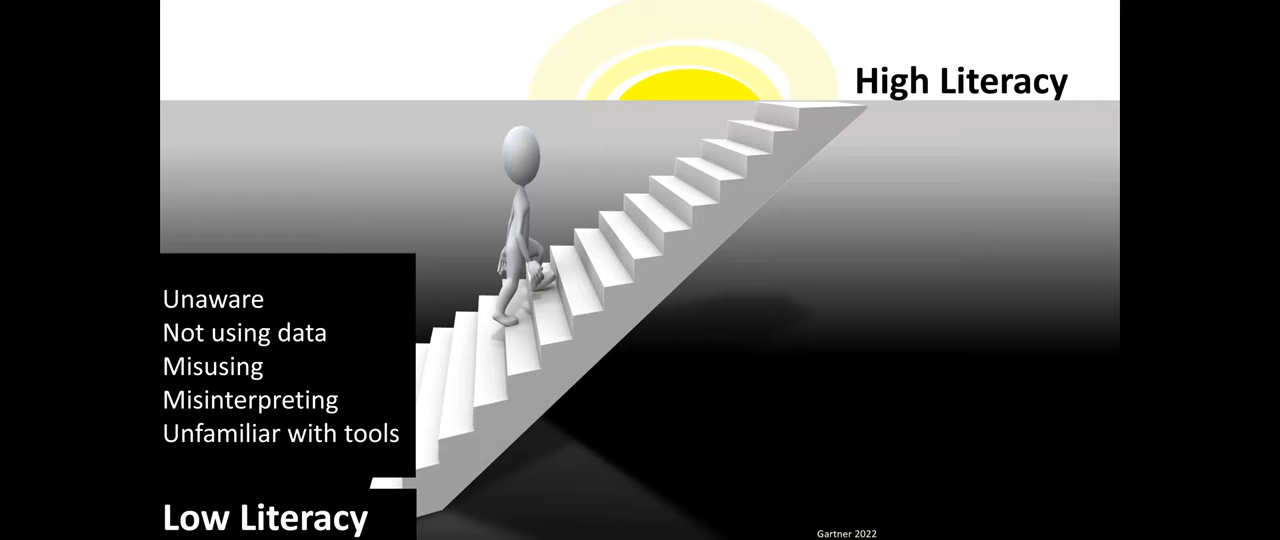 High Literacy
Unaware
Not using data
Misusing
Misinterpreting
Unfamiliar with tools
Low Literacy
Gartner 2022